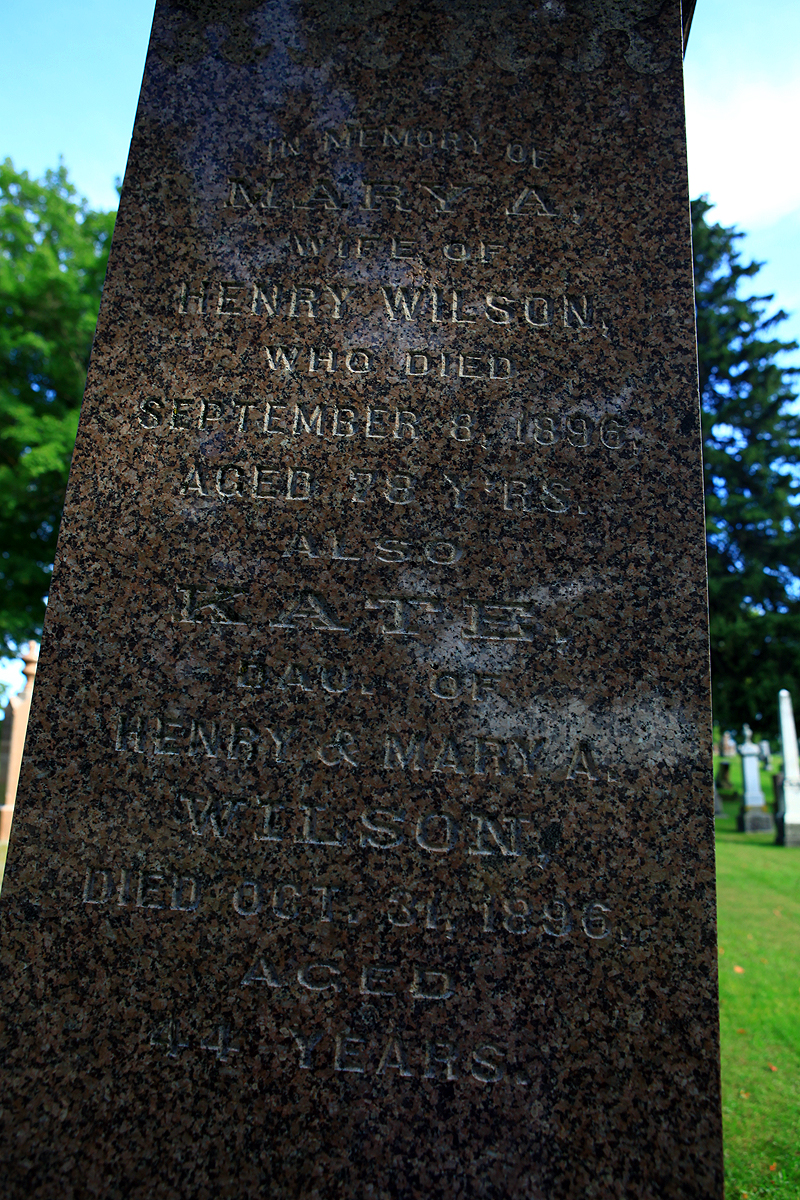 IN MEMORY OF
MARY A.
WIFE OF
HENRY WILSON,
WHO DIED
SEPTEMBER 8, 1896,
AGED 78 Y'RS.
ALSO
KATE,
DAU. OF
HENRY & MARY A.
WILSON,
DIED OCT. 31, 1896,
AGED
44 YEARS.